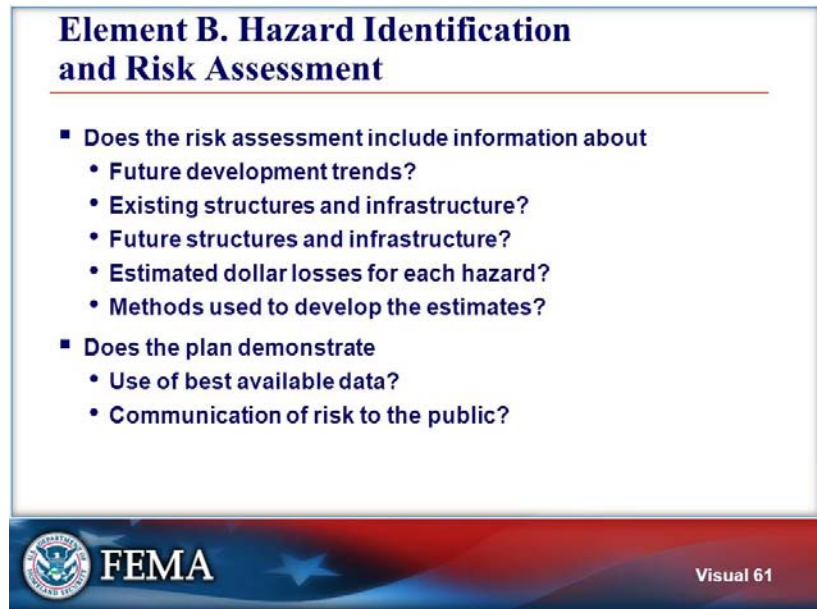 Element B. Hazard Identification
and Risk Assessment
▪ Does the risk assessment include information about
• Future development trends?
• Existing structures and infrastructure?
• Future structures and infrastructure?
• Estimated dollar losses for each hazard?
• Methods used to develop the estimates?
▪ Does the plan demonstrate
• Use of best available data?
• Communication of risk to the public?
FEMA
Visual 61